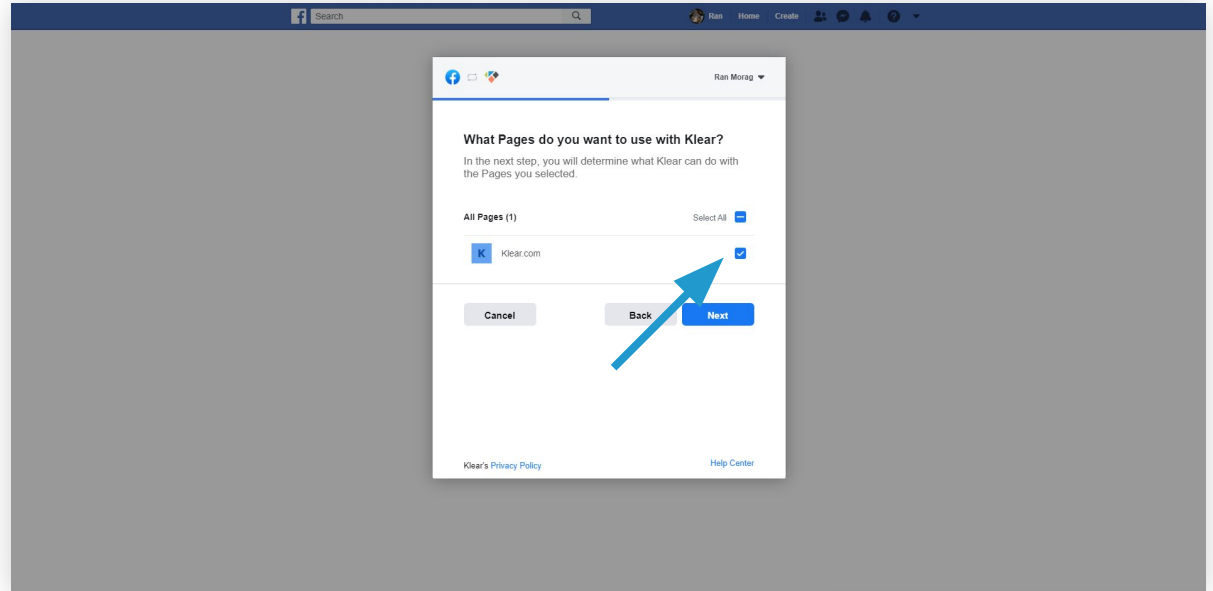 Search
Ran Home Create
Ran Morag
What Pages do you want to use with Klear?
In the next step, you will determine what Klear can do with
the Pages you selected.
All Pages (1) Select All
K Klear.com
Cancel Back Next
Klear's Privacy Policy Help Center